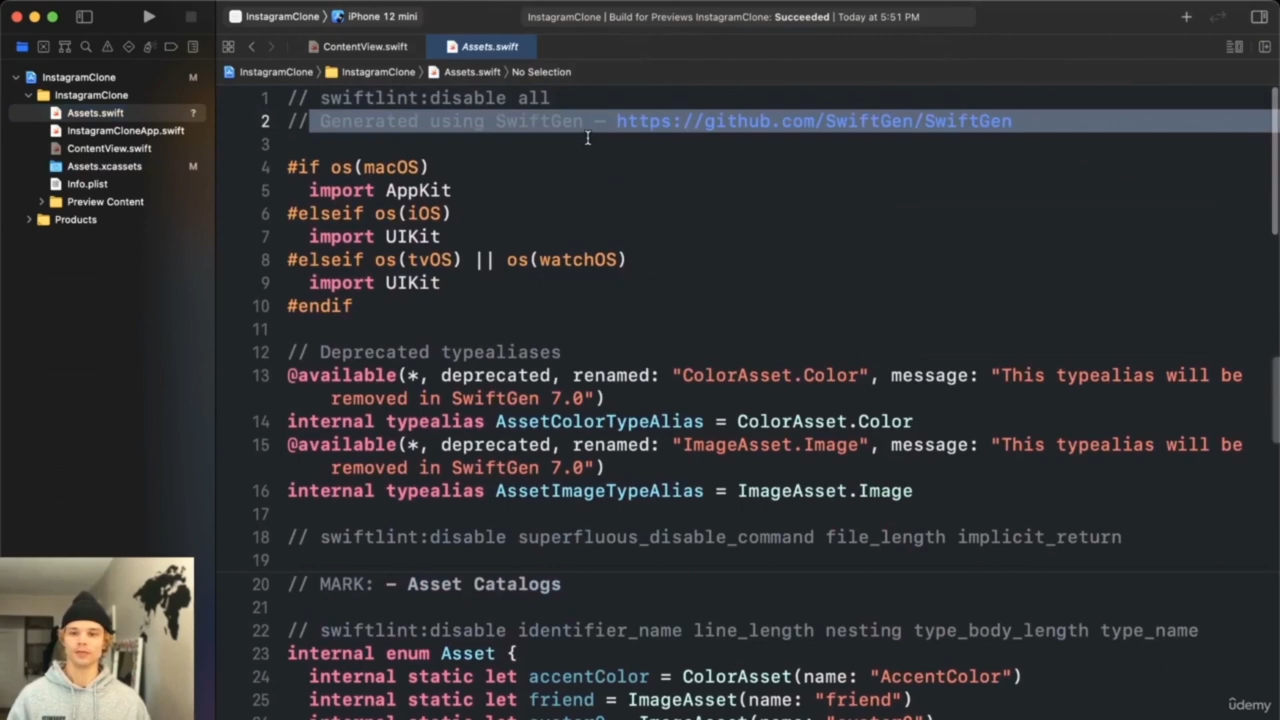 InstagramClone 〉 iPhone 12 mini
InstagramClone | Build for Previews InstagramClone: Succeeded | Today at 5:51 PM
ContentView.swift
Assets.swift
InstagramClone 〉 InstagramClone 〉 Assets.swift 〉 No Selection
InstagramClone M
InstagramClone
Assets.swift ?
InstagramCloneApp.swift
ContentView.swift
Assets.xcassets M
Info.plist
Preview Content
Products
1 // swiftlint:disable all
2 // Generated using SwiftGen — https://github.com/SwiftGen/SwiftGen
3
4 #if os(macOS)
5 import AppKit
6 #elseif os(iOS)
7 import UIKit
8 #elseif os(tvOS) || os(watchOS)
9 import UIKit
10 #endif
11
12 // Deprecated typealiases
13 @available(*, deprecated, renamed: "ColorAsset.Color", message: "This typealias will be
removed in SwiftGen 7.0")
14 internal typealias AssetColorTypeAlias = ColorAsset.Color
15 @available(*, deprecated, renamed: "ImageAsset.Image", message: "This typealias will be
removed in SwiftGen 7.0")
16 internal typealias AssetImageTypeAlias = ImageAsset.Image
17
18 // swiftlint:disable superfluous_disable_command file_length implicit_return
19
20 // MARK: - Asset Catalogs
21
22 // swiftlint:disable identifier_name line_length nesting type_body_length type_name
23 internal enum Asset {
24 internal static let accentColor = ColorAsset(name: "AccentColor")
25 internal static let friend = ImageAsset(name: "friend")
ûdemy